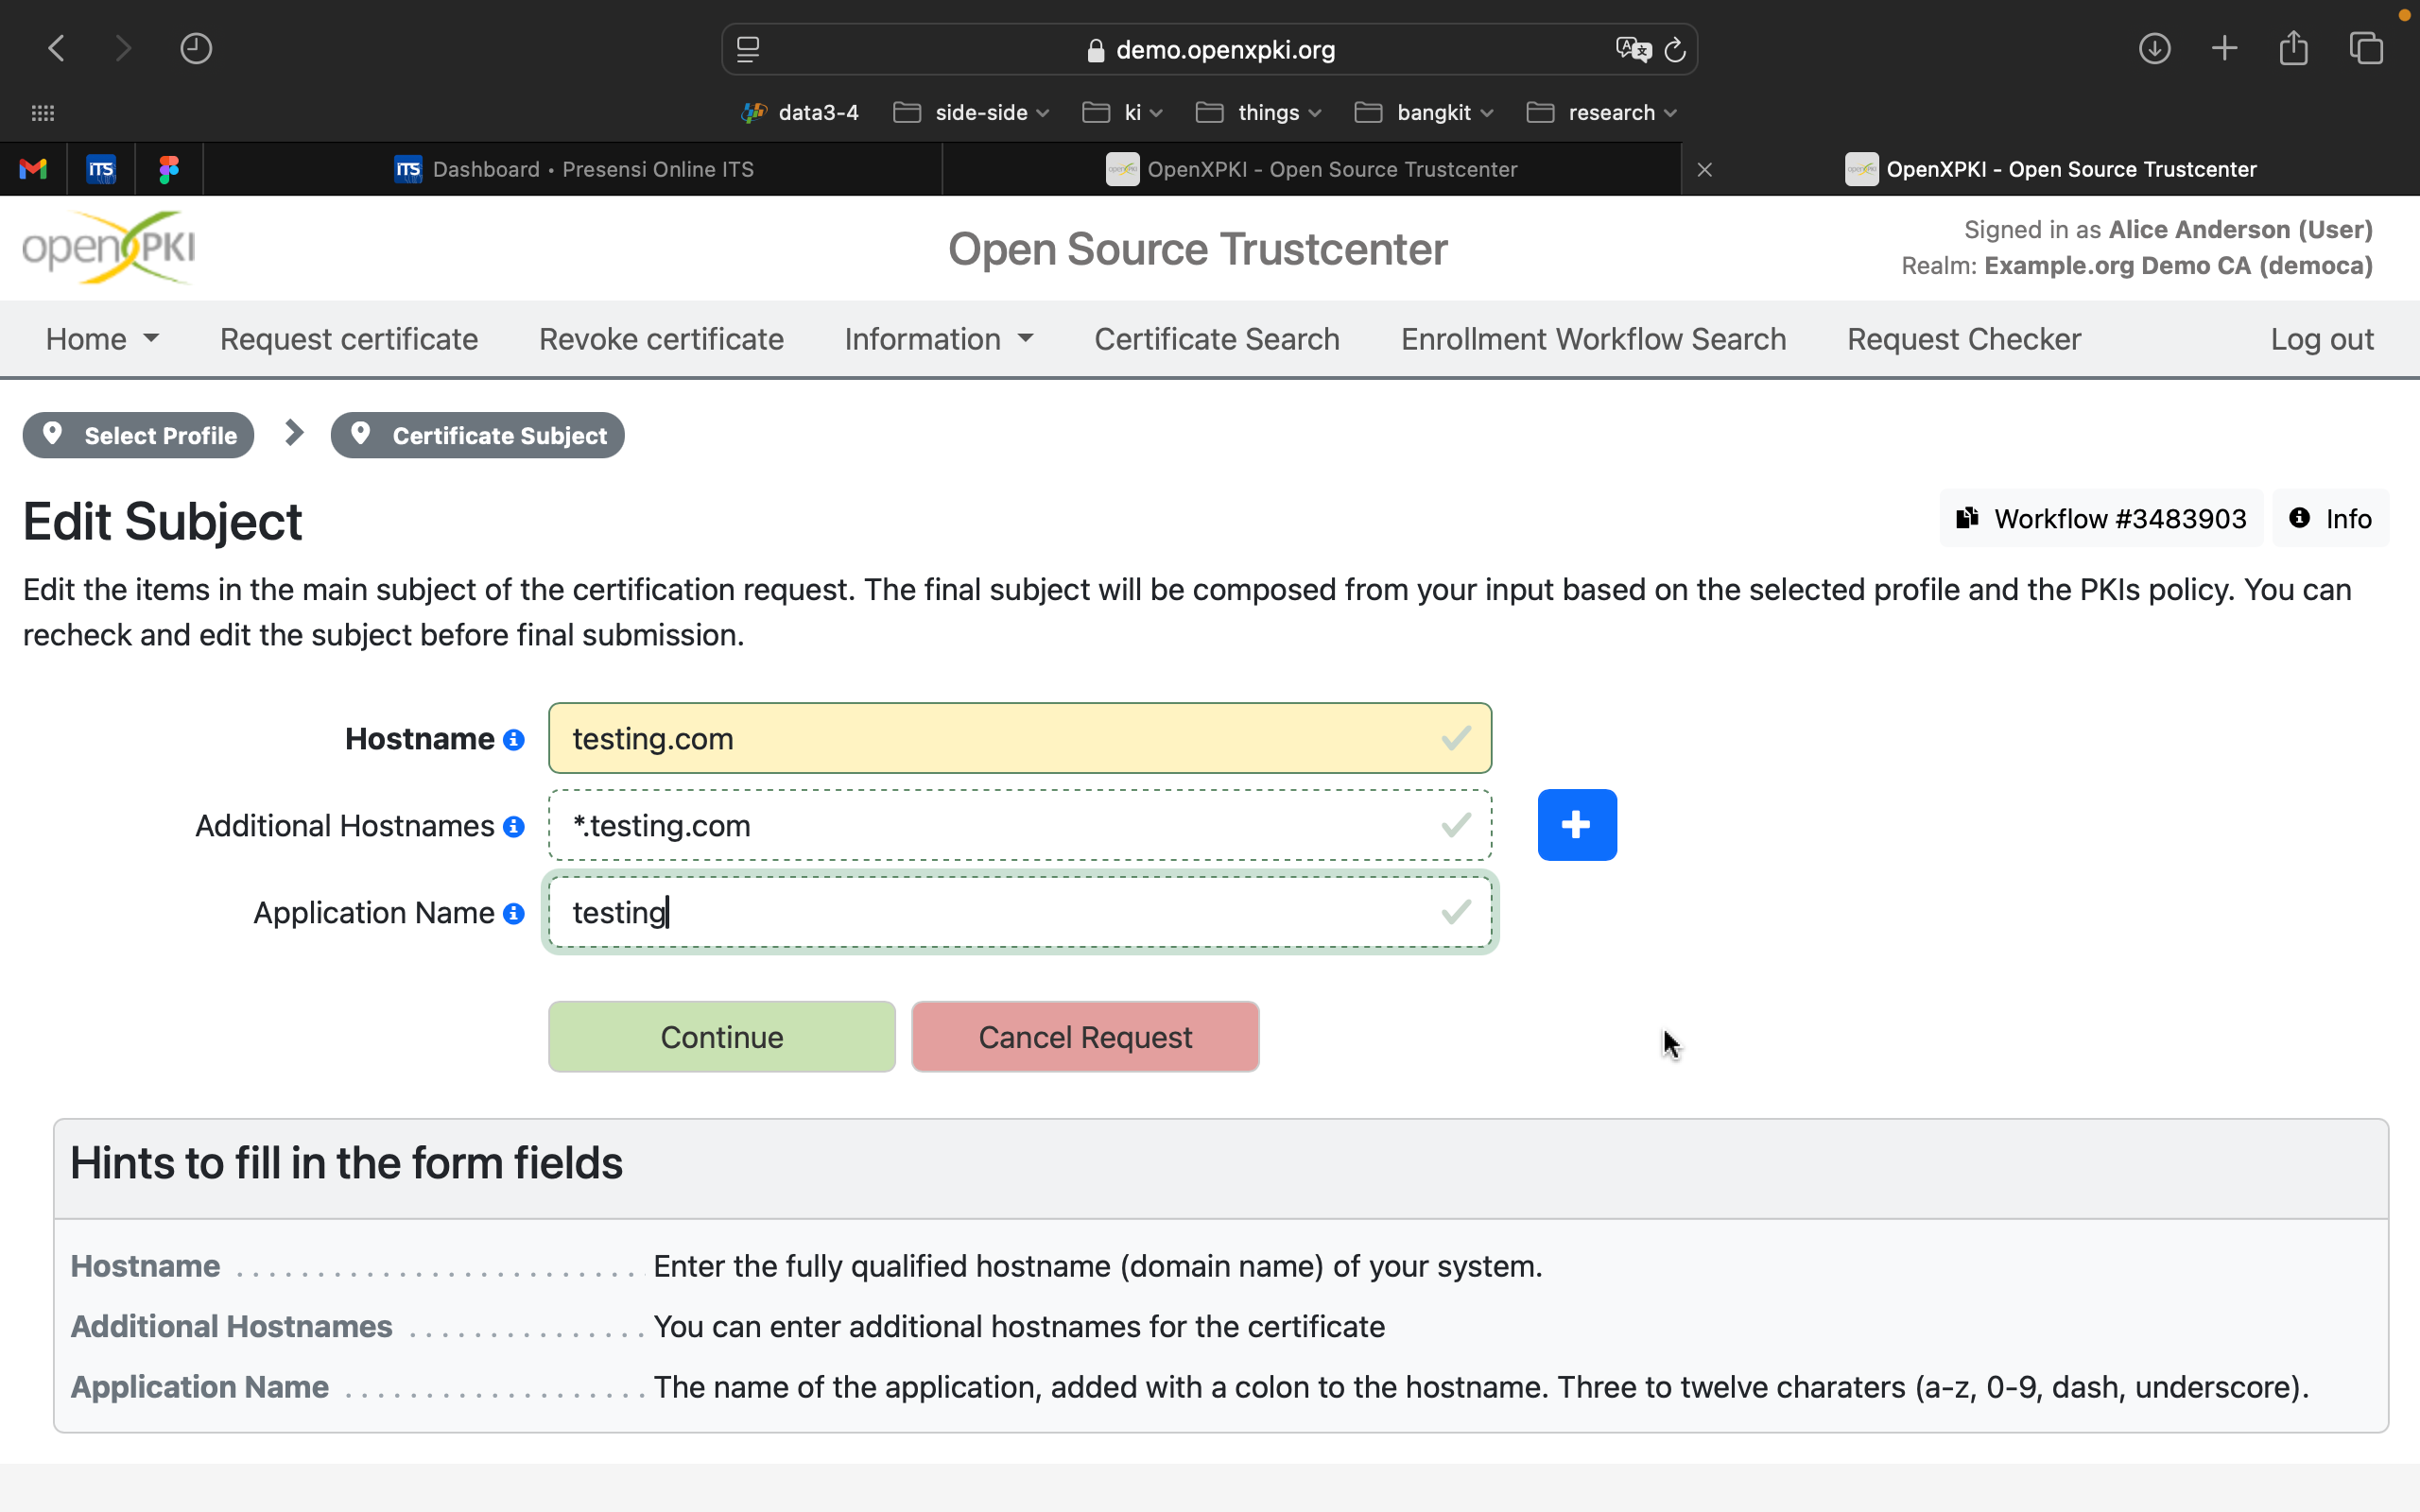 demo.openxpki.org
data3-4 side-side ki things bangkit research
iTS Dashboard • Presensi Online ITS OpenXPKI - Open Source Trustcenter OpenXPKI - Open Source Trustcenter
openXPKI
Open Source Trustcenter
Signed in as Alice Anderson (User)
Realm: Example.org Demo CA (democa)
Home Request certificate Revoke certificate Information Certificate Search Enrollment Workflow Search Request Checker Log out
Select Profile Certificate Subject
Edit Subject
Workflow #3483903 Info
Edit the items in the main subject of the certification request. The final subject will be composed from your input based on the selected profile and the PKIs policy. You can
recheck and edit the subject before final submission.
Hostname testing.com
Additional Hostnames *.testing.com
Application Name testing
Continue Cancel Request
Hints to fill in the form fields
Hostname Enter the fully qualified hostname (domain name) of your system.
Additional Hostnames You can enter additional hostnames for the certificate
Application Name The name of the application, added with a colon to the hostname. Three to twelve charaters (a-z, 0-9, dash, underscore).